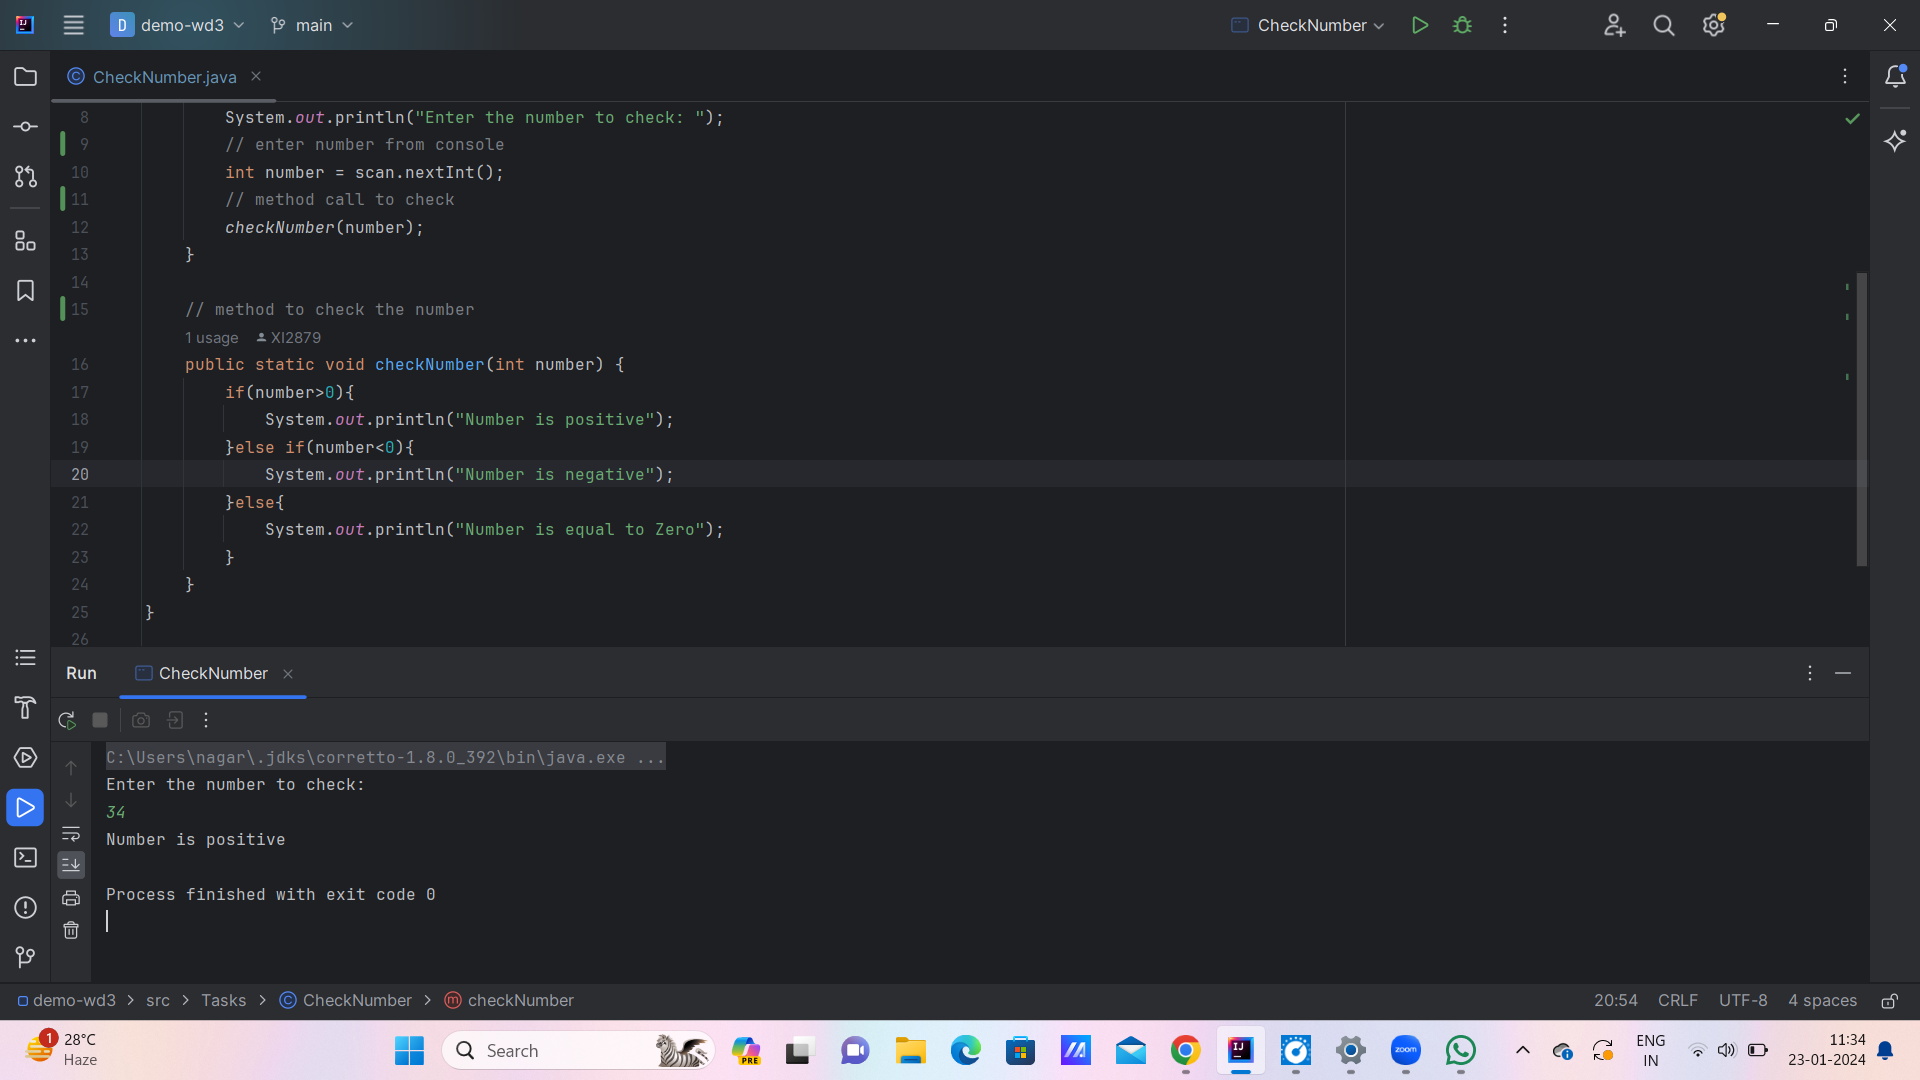 D demo-wd3 main CheckNumber
CheckNumber.java
8 System.out.println("Enter the number to check: ");
9 // enter number from console
10 int number = scan.nextInt();
11 // method call to check
12 checkNumber(number);
13 }
14
15 // method to check the number
1 usage XI2879
16 public static void checkNumber(int number) {
17 if(number>0){
18 System.out.println("Number is positive");
19 }else if(number<0){
20 System.out.println("Number is negative");
21 }else{
22 System.out.println("Number is equal to Zero");
23 }
24 }
25 }
26
Run CheckNumber
C:\Users\nagar\.jdks\corretto-1.8.0_392\bin\java.exe ...
Enter the number to check:
34
Number is positive
Process finished with exit code 0
demo-wd3 > src > Tasks > CheckNumber > checkNumber 20:54 CRLF UTF-8 4 spaces
1 28°C
Haze
Search
PRE
zoom
ENG
IN
11:34
23-01-2024